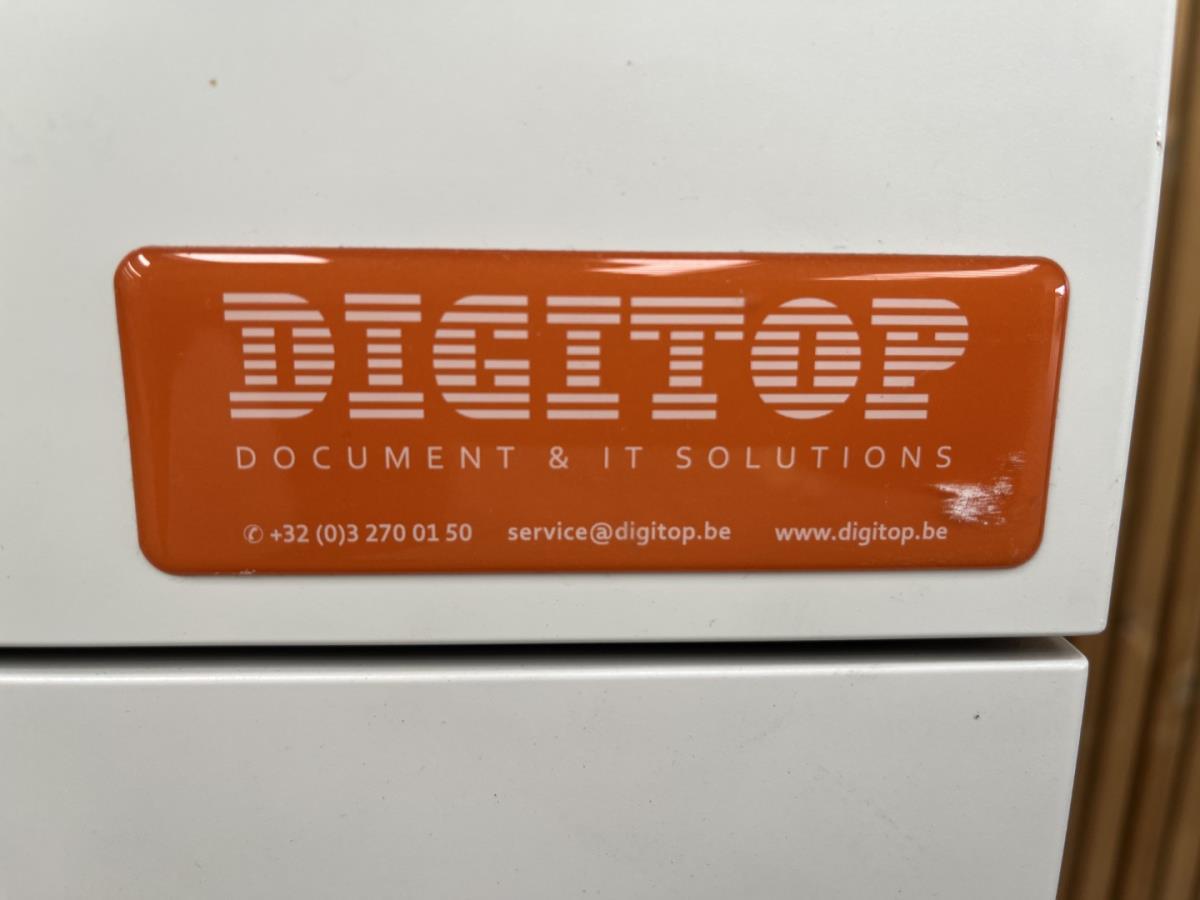 DIGITOP
DOCUMENT & IT SOLUTIONS
✆ +32 (0)3 270 01 50 service@digitop.be www.digitop.be